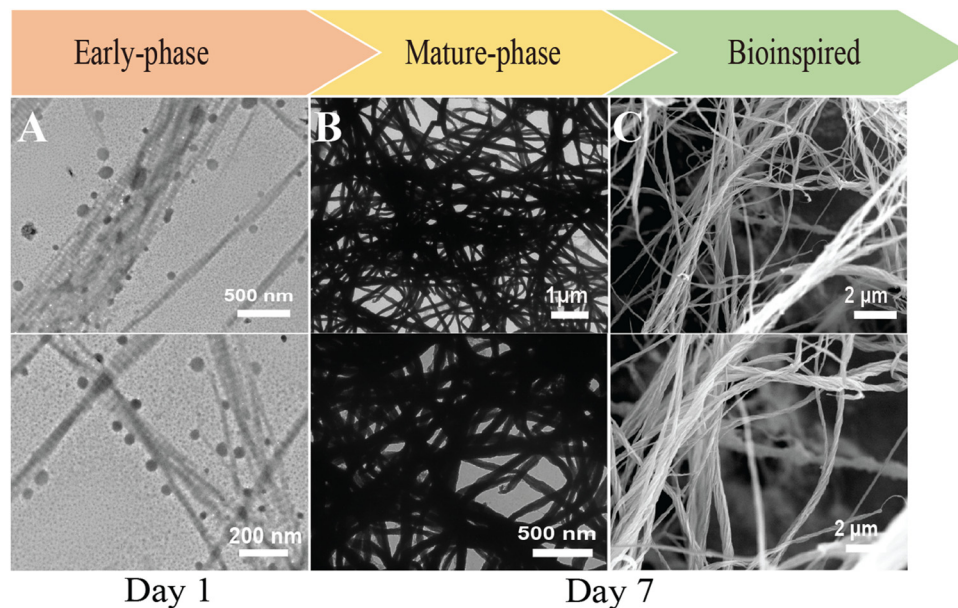 Early-phase
Mature-phase
Bioinspired
A
B
C
500 nm
1μm
2 μm
200 nm
500 nm
2 μm
Day 1
Day 7